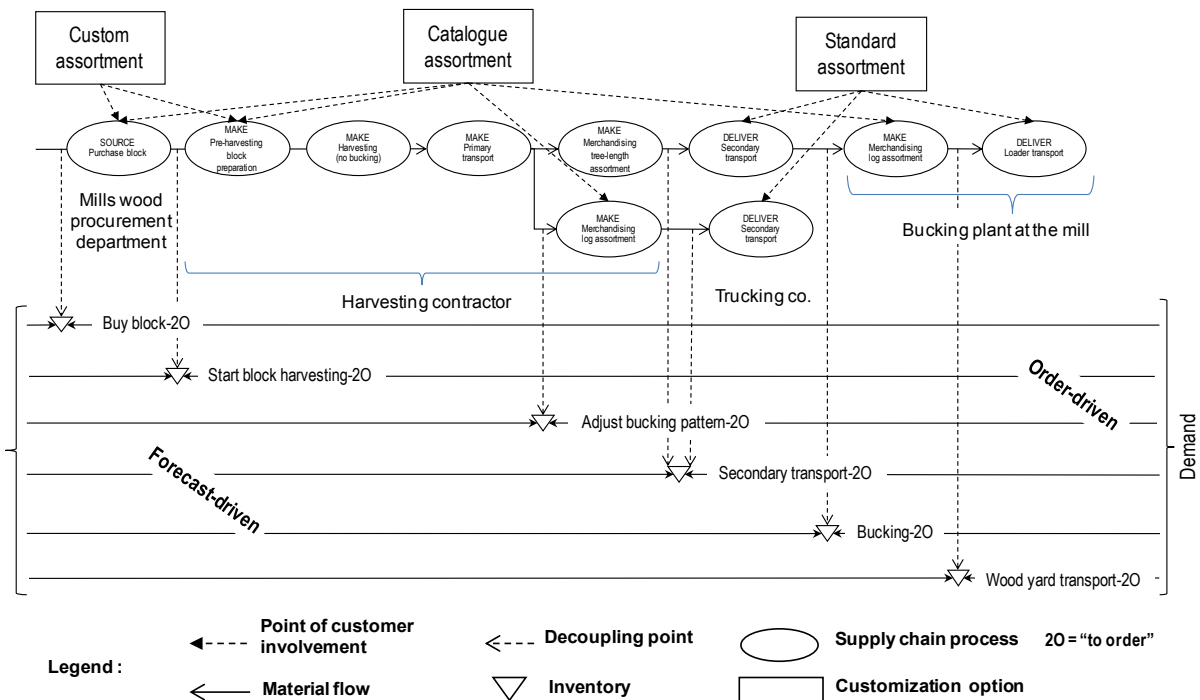 Custom
assortment
Catalogue
assortment
Standard
assortment
SOURCE
Purchase block
MAKE
Pre-harvesting
block
preparation
MAKE
Harvesting
(no bucking)
MAKE
Primary
transport
MAKE
Merchandising
tree-length
assortment
DELIVER
Secondary
transport
MAKE
Merchandising
log assortment
DELIVER
Loader transport
Mills wood
procurement
department
MAKE
Merchandising
log assortment
DELIVER
Secondary
transport
Bucking plant at the mill
Harvesting contractor
Trucking co.
Buy block-2O
Start block harvesting-2O
Adjust bucking pattern-2O
Secondary transport-2O
Bucking-2O
Wood yard transport-2O
Forecast-driven
Order-driven
Demand
Legend :
Point of customer
involvement
Decoupling point
Supply chain process
2O = “to order”
Material flow
Inventory
Customization option